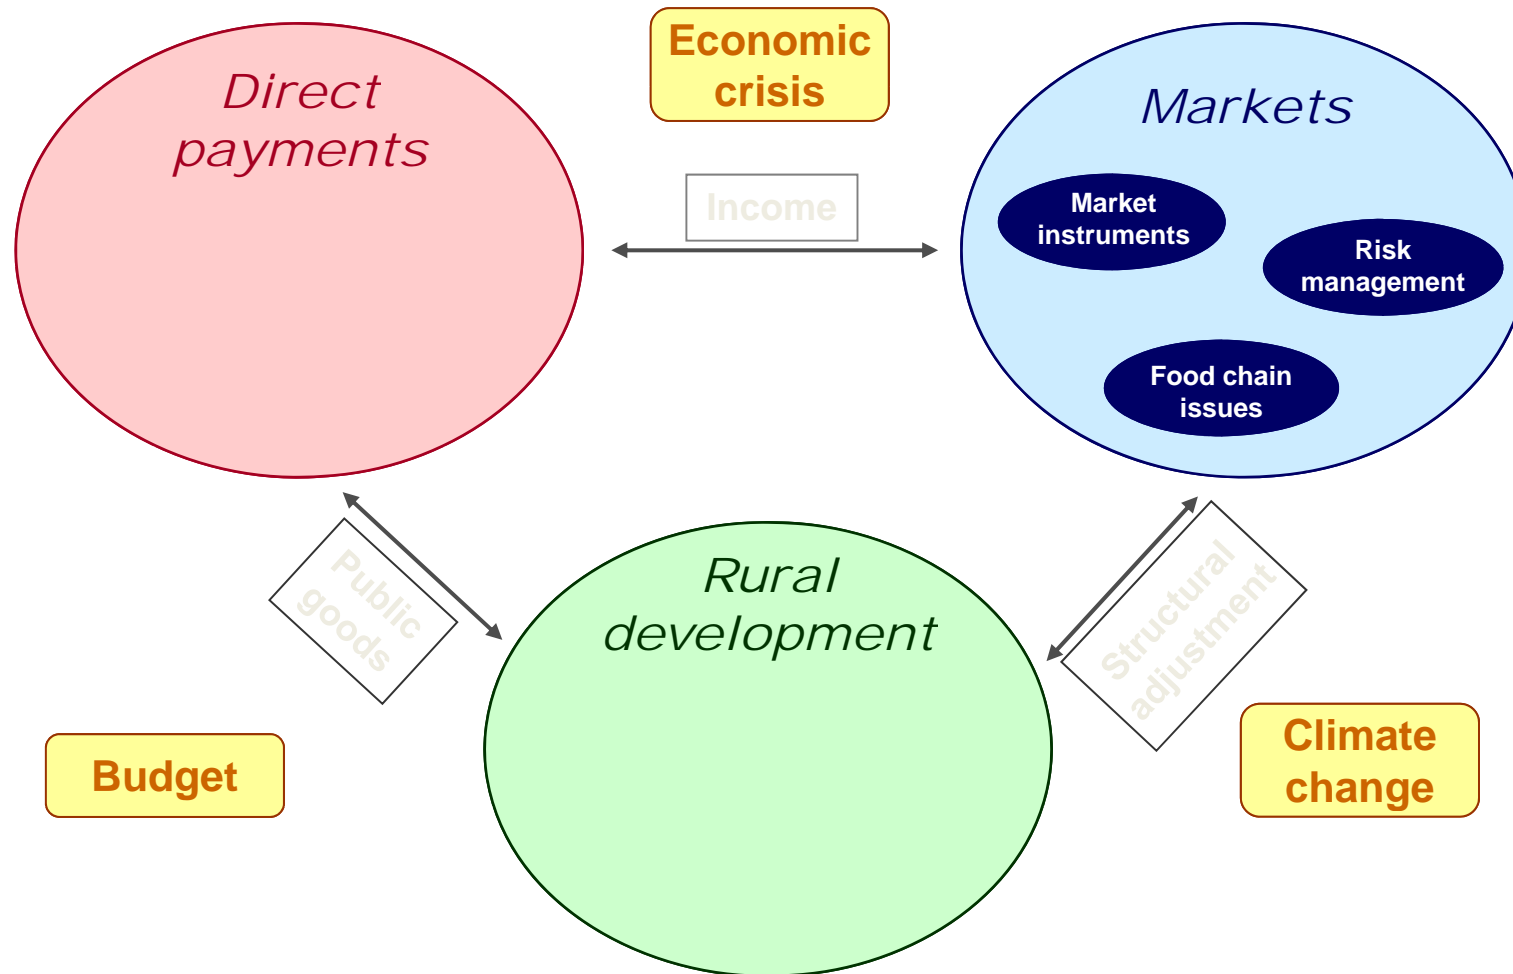 Economic
crisis
Direct
payments
Markets
Income
Market
instruments
Risk
management
Food chain
issues
Public
goods
Rural
development
Structural
adjustment
Budget
Climate
change